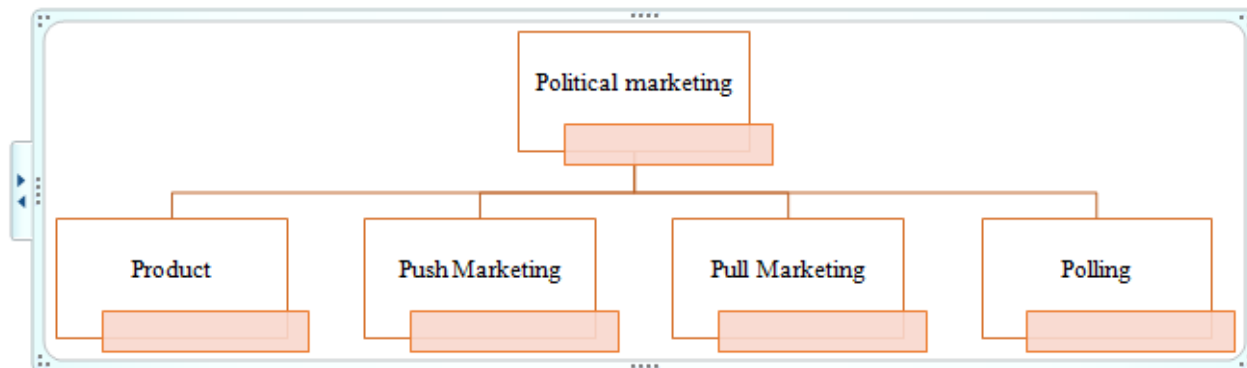 Political marketing
Product
Push Marketing
Pull Marketing
Polling